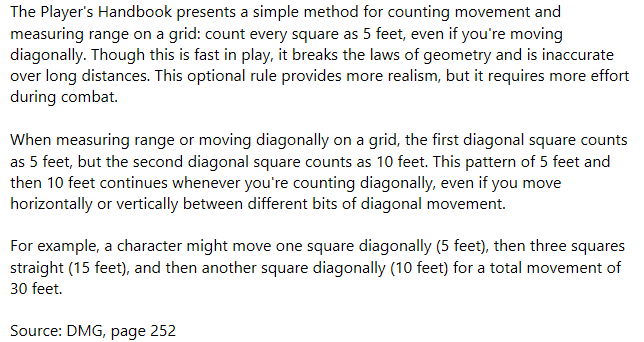 The Player's Handbook presents a simple method for counting movement and
measuring range on a grid: count every square as 5 feet, even if you're moving
diagonally. Though this is fast in play, it breaks the laws of geometry and is inaccurate
over long distances. This optional rule provides more realism, but it requires more effort
during combat.
When measuring range or moving diagonally on a grid, the first diagonal square counts
as 5 feet, but the second diagonal square counts as 10 feet. This pattern of 5 feet and
then 10 feet continues whenever you're counting diagonally, even if you move
horizontally or vertically between different bits of diagonal movement.
For example, a character might move one square diagonally (5 feet), then three squares
straight (15 feet), and then another square diagonally (10 feet) for a total movement of
30 feet.
Source: DMG, page 252